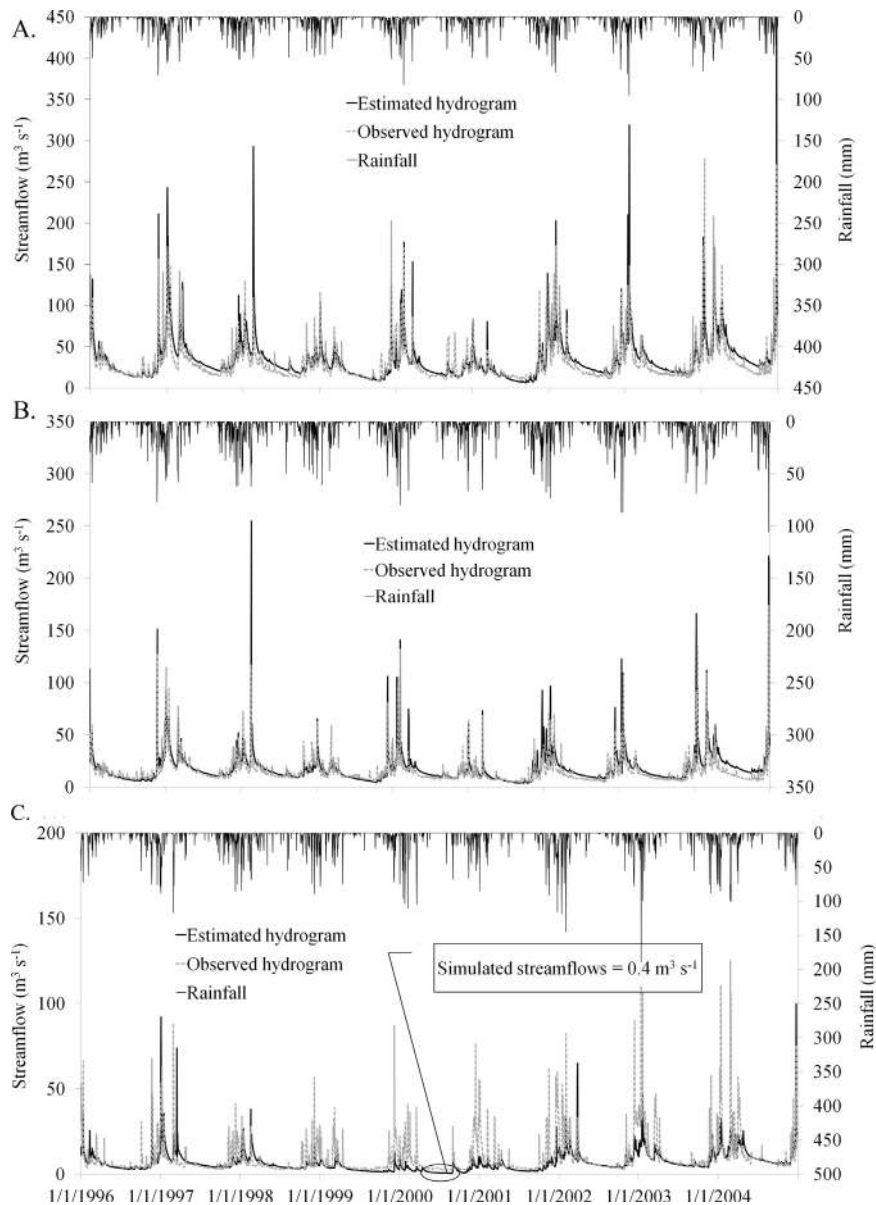 A.
450
400
350
300
250
200
150
100
50
0
Streamflow (m³ s⁻¹)
Estimated hydrogram
Observed hydrogram
Rainfall
0
50
100
150
200
250
300
350
400
450
Rainfall (mm)
B.
350
300
250
200
150
100
50
0
Streamflow (m³ s⁻¹)
Estimated hydrogram
Observed hydrogram
Rainfall
0
50
100
150
200
250
300
350
Rainfall (mm)
C.
200
150
100
50
0
Streamflow (m³ s⁻¹)
Estimated hydrogram
Observed hydrogram
Rainfall
Simulated streamflows = 0.4 m³ s⁻¹
0
50
100
150
200
250
300
350
400
450
500
Rainfall (mm)
1/1/1996 1/1/1997 1/1/1998 1/1/1999 1/1/2000 1/1/2001 1/1/2002 1/1/2003 1/1/2004